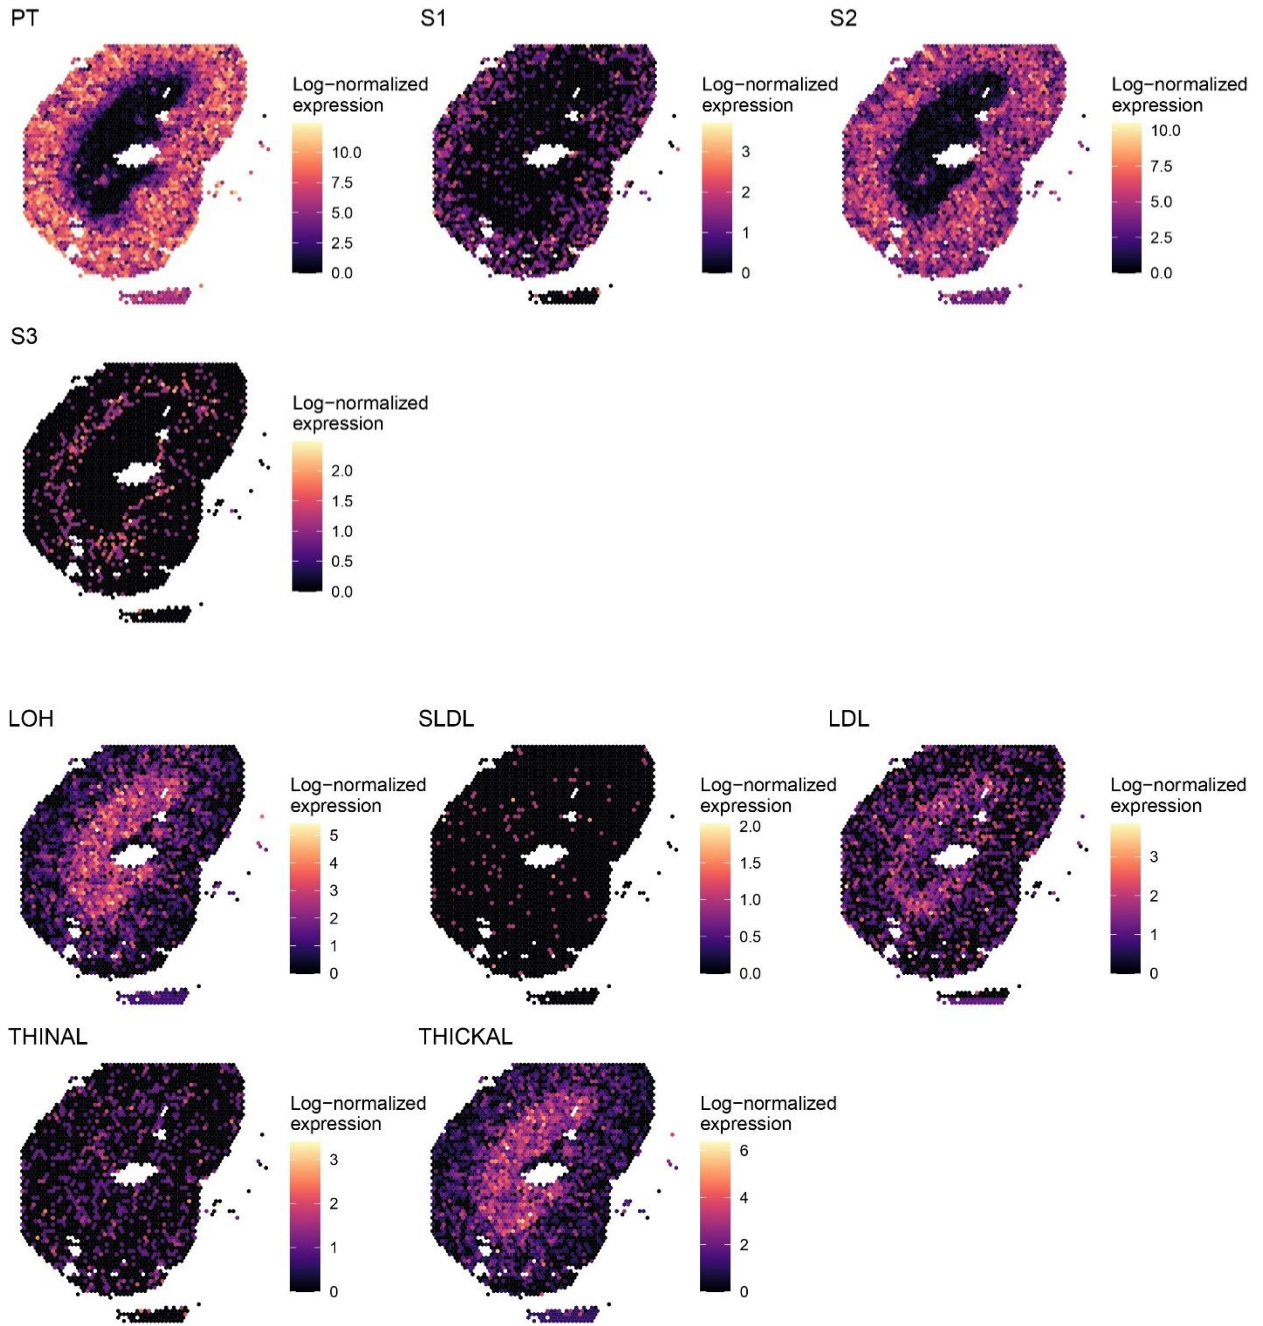 PT
Log-normalized
expression
10.0
7.5
5.0
2.5
0.0
S1
Log-normalized
expression
3
2
1
0
S2
Log-normalized
expression
10.0
7.5
5.0
2.5
0.0
S3
Log-normalized
expression
2.0
1.5
1.0
0.5
0.0
LOH
Log-normalized
expression
5
4
3
2
1
0
SLDL
Log-normalized
expression
2.0
1.5
1.0
0.5
0.0
LDL
Log-normalized
expression
3
2
1
0
THINAL
Log-normalized
expression
3
2
1
0
THICKAL
Log-normalized
expression
6
4
2
0